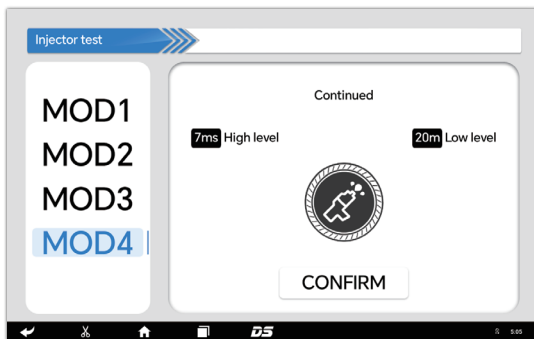 Injector test
MOD1
MOD2
MOD3
MOD4
Continued
7ms High level
20m Low level
CONFIRM
DS
5:05